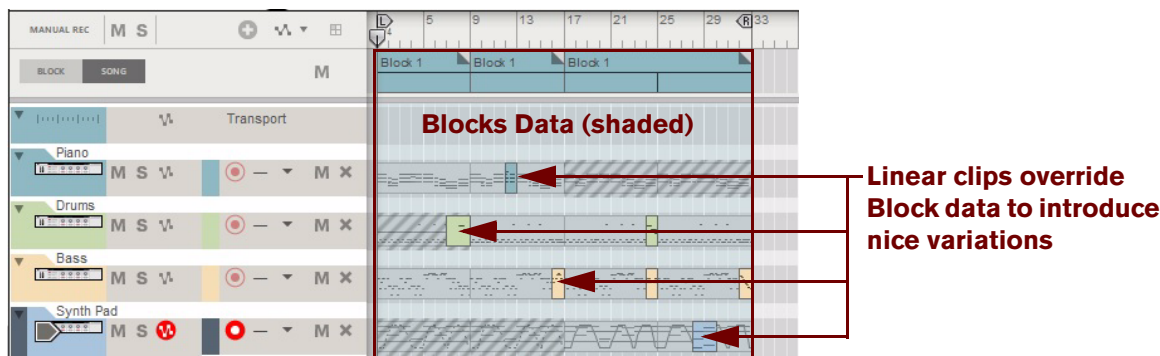 MANUAL REC M S
L 5 9 13 17 21 25 29 R 33
4
BLOCK SONG M
Block 1 Block 1 Block 1
Transport
Blocks Data (shaded)
Piano
M S M ×
Linear clips override
Block data to introduce
nice variations
Drums
M S M ×
Bass
M S M ×
Synth Pad
M S M ×